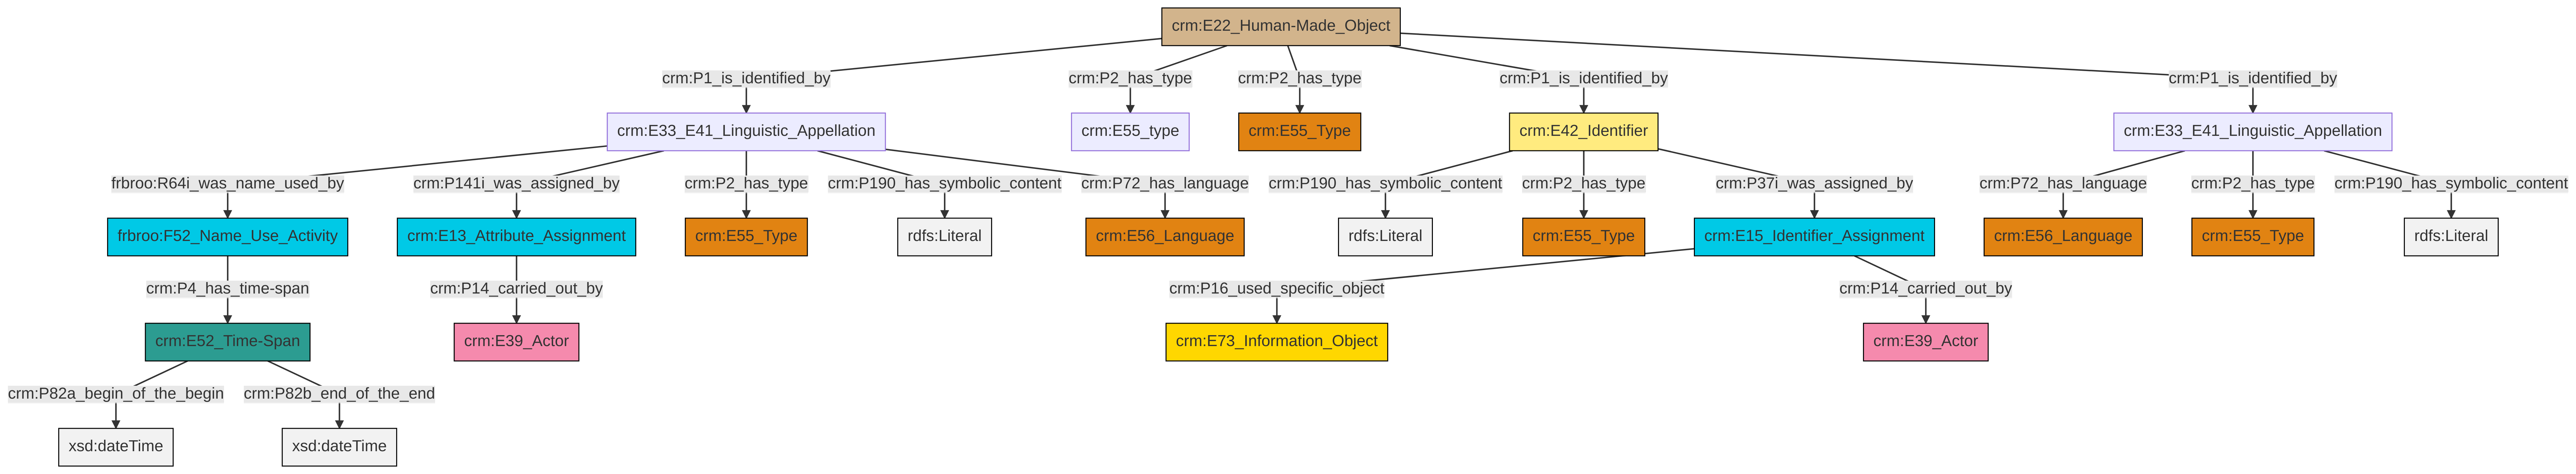 crm:E22_Human-Made_Object
crm:P1_is_identified_by
crm:P2_has_type
crm:P2_has_type
crm:P1_is_identified_by
crm:P1_is_identified_by
crm:E33_E41_Linguistic_Appellation
crm:E55_type
crm:E55_Type
crm:E42_Identifier
crm:E33_E41_Linguistic_Appellation
frbroo:R64i_was_name_used_by
crm:P141i_was_assigned_by
crm:P2_has_type
crm:P190_has_symbolic_content
crm:P72_has_language
crm:P190_has_symbolic_content
crm:P2_has_type
crm:P37i_was_assigned_by
crm:P72_has_language
crm:P2_has_type
crm:P190_has_symbolic_content
frbroo:F52_Name_Use_Activity
crm:E13_Attribute_Assignment
crm:E55_Type
rdfs:Literal
crm:E56_Language
rdfs:Literal
crm:E55_Type
crm:E15_Identifier_Assignment
crm:E56_Language
crm:E55_Type
rdfs:Literal
crm:P4_has_time-span
crm:P14_carried_out_by
crm:P16_used_specific_object
crm:P14_carried_out_by
crm:E52_Time-Span
crm:E39_Actor
crm:E73_Information_Object
crm:E39_Actor
crm:P82a_begin_of_the_begin
crm:P82b_end_of_the_end
xsd:dateTime
xsd:dateTime